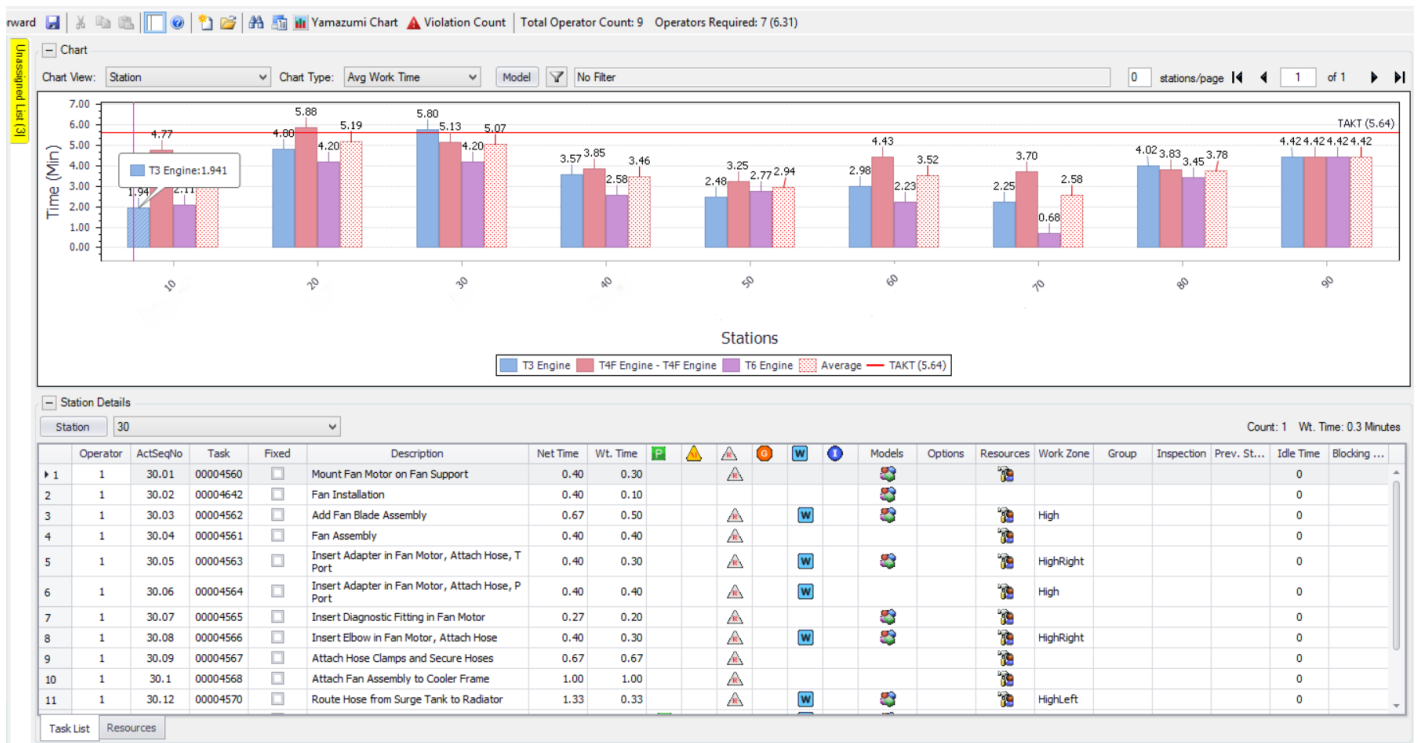 rward Yamazumi Chart Violation Count Total Operator Count: 9 Operators Required: 7 (6.31)
Unassigned List (3)
Chart
Chart View: Station Chart Type: Avg Work Time Model No Filter 0 stations/page 1 of 1
7.00
6.00
5.00
4.00
3.00
2.00
1.00
0.00
Time (Min)
TAKT (5.64)
1.94 4.77 2.11
T3 Engine:1.941
4.80 5.88 4.20 5.19
5.80 5.13 4.20 5.07
3.57 3.85 2.58 3.46
2.48 3.25 2.77 2.94
2.98 4.43 2.23 3.52
2.25 3.70 0.68 2.58
4.02 3.83 3.45 3.78
4.42 4.42 4.42 4.42
10 20 30 40 50 60 70 80 90
Stations
T3 Engine T4F Engine - T4F Engine T6 Engine Average TAKT (5.64)
Station Details
Station 30 Count: 1 Wt. Time: 0.3 Minutes
Operator ActSeqNo Task Fixed Description Net Time Wt. Time P N R G W I Models Options Resources Work Zone Group Inspection Prev. St... Idle Time Blocking ...
1 1 30.01 00004560 Mount Fan Motor on Fan Support 0.40 0.30 R 0
2 1 30.02 00004642 Fan Installation 0.40 0.10 0
3 1 30.03 00004562 Add Fan Blade Assembly 0.67 0.50 R W High 0
4 1 30.04 00004561 Fan Assembly 0.40 0.40 R 0
5 1 30.05 00004563 Insert Adapter in Fan Motor, Attach Hose, T
Port 0.40 0.30 R W HighRight 0
6 1 30.06 00004564 Insert Adapter in Fan Motor, Attach Hose, P
Port 0.40 0.40 R W High 0
7 1 30.07 00004565 Insert Diagnostic Fitting in Fan Motor 0.27 0.20 R 0
8 1 30.08 00004566 Insert Elbow in Fan Motor, Attach Hose 0.40 0.30 R W HighRight 0
9 1 30.09 00004567 Attach Hose Clamps and Secure Hoses 0.67 0.67 R 0
10 1 30.1 00004568 Attach Fan Assembly to Cooler Frame 1.00 1.00 R 0
11 1 30.12 00004570 Route Hose from Surge Tank to Radiator 1.33 0.33 R W HighLeft 0
Task List Resources